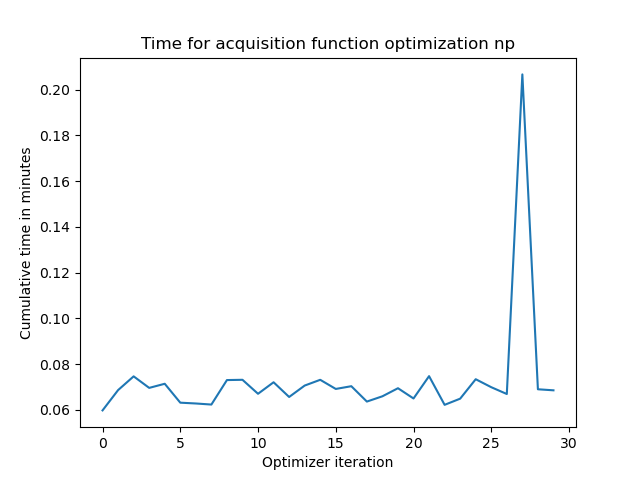 Time for acquisition function optimization np
Cumulative time in minutes
0.20
0.18
0.16
0.14
0.12
0.10
0.08
0.06
0 5 10 15 20 25 30
Optimizer iteration